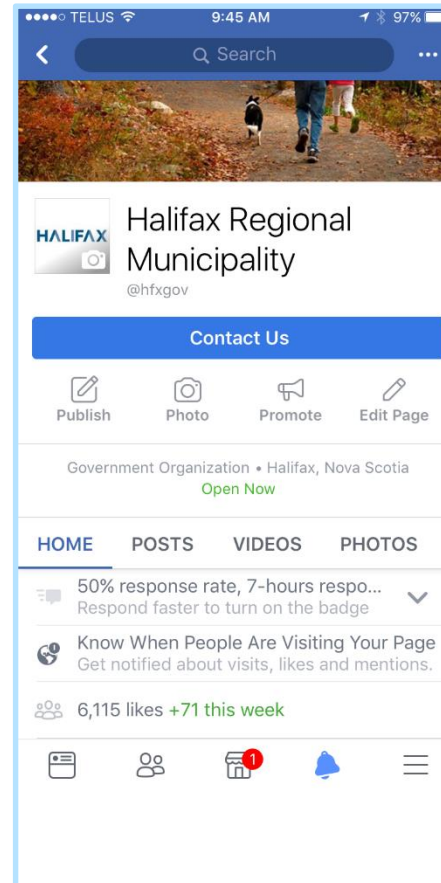 TELUS 9:45 AM 97%
Search
HALIFAX
Halifax Regional
Municipality
@hfxgov
Contact Us
Publish Photo Promote Edit Page
Government Organization • Halifax, Nova Scotia
Open Now
HOME POSTS VIDEOS PHOTOS
50% response rate, 7-hours respo...
Respond faster to turn on the badge
Know When People Are Visiting Your Page
Get notified about visits, likes and mentions.
6,115 likes +71 this week
1